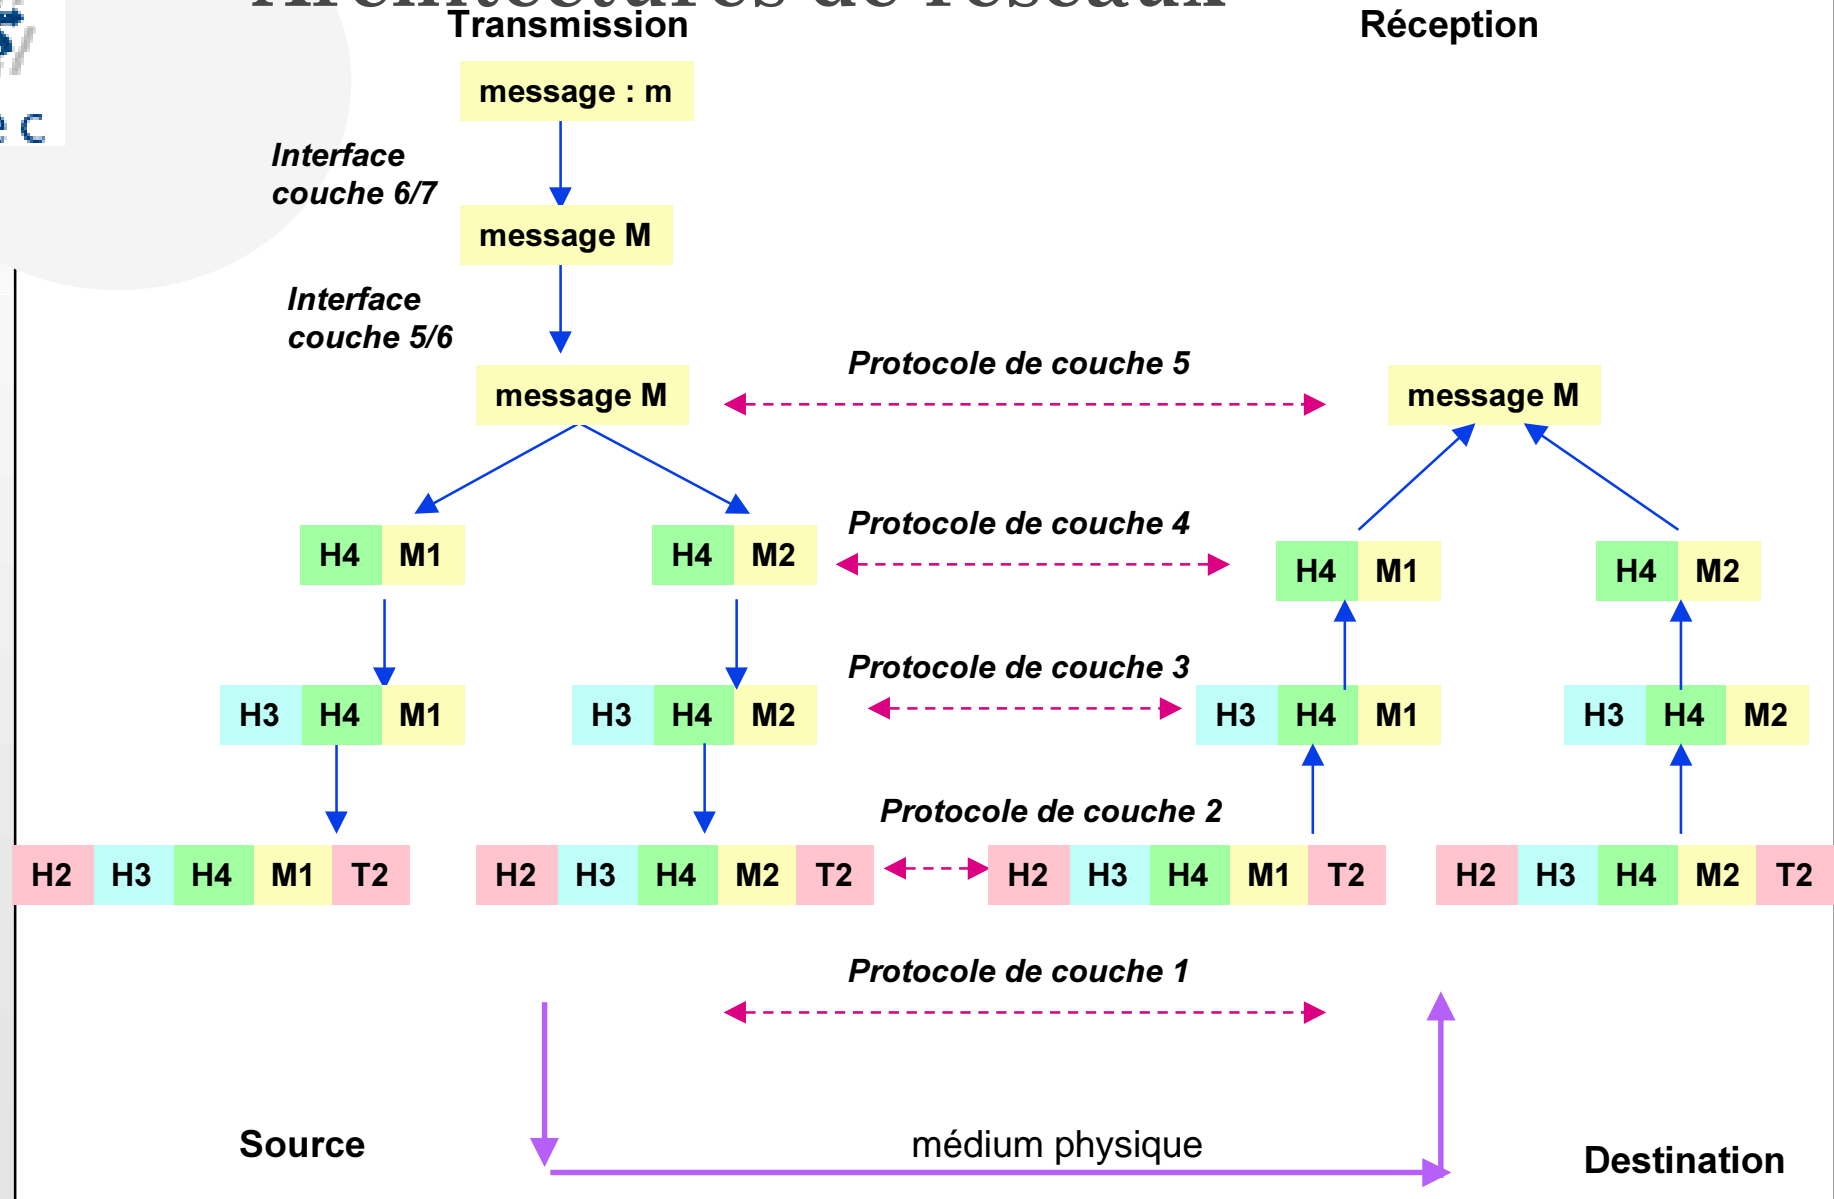 Architectures de réseaux
Transmission
Réception
message : m
Interface
couche 6/7
message M
Interface
couche 5/6
Protocole de couche 5
message M
message M
Protocole de couche 4
H4 M1
H4 M2
H4 M1
H4 M2
Protocole de couche 3
H3 H4 M1
H3 H4 M2
H3 H4 M1
H3 H4 M2
Protocole de couche 2
H2 H3 H4 M1 T2
H2 H3 H4 M2 T2
H2 H3 H4 M1 T2
H2 H3 H4 M2 T2
Protocole de couche 1
Source
médium physique
Destination